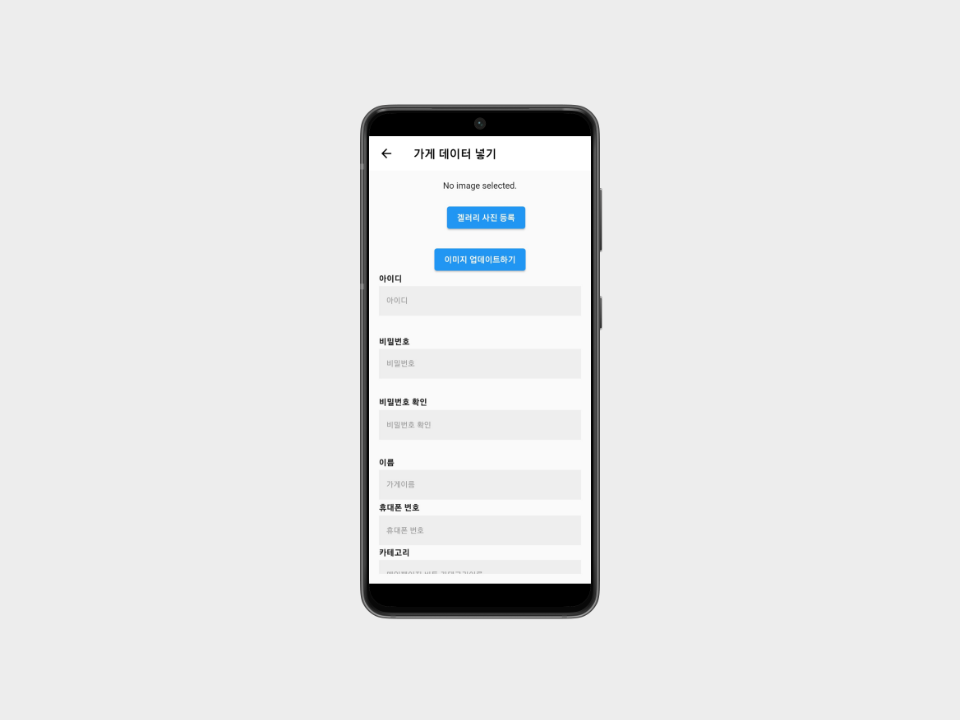 가게 데이터 넣기
No image selected.
갤러리 사진 등록
이미지 업데이트하기
아이디
아이디
비밀번호
비밀번호
비밀번호 확인
비밀번호 확인
이름
가게이름
휴대폰 번호
휴대폰 번호
카테고리